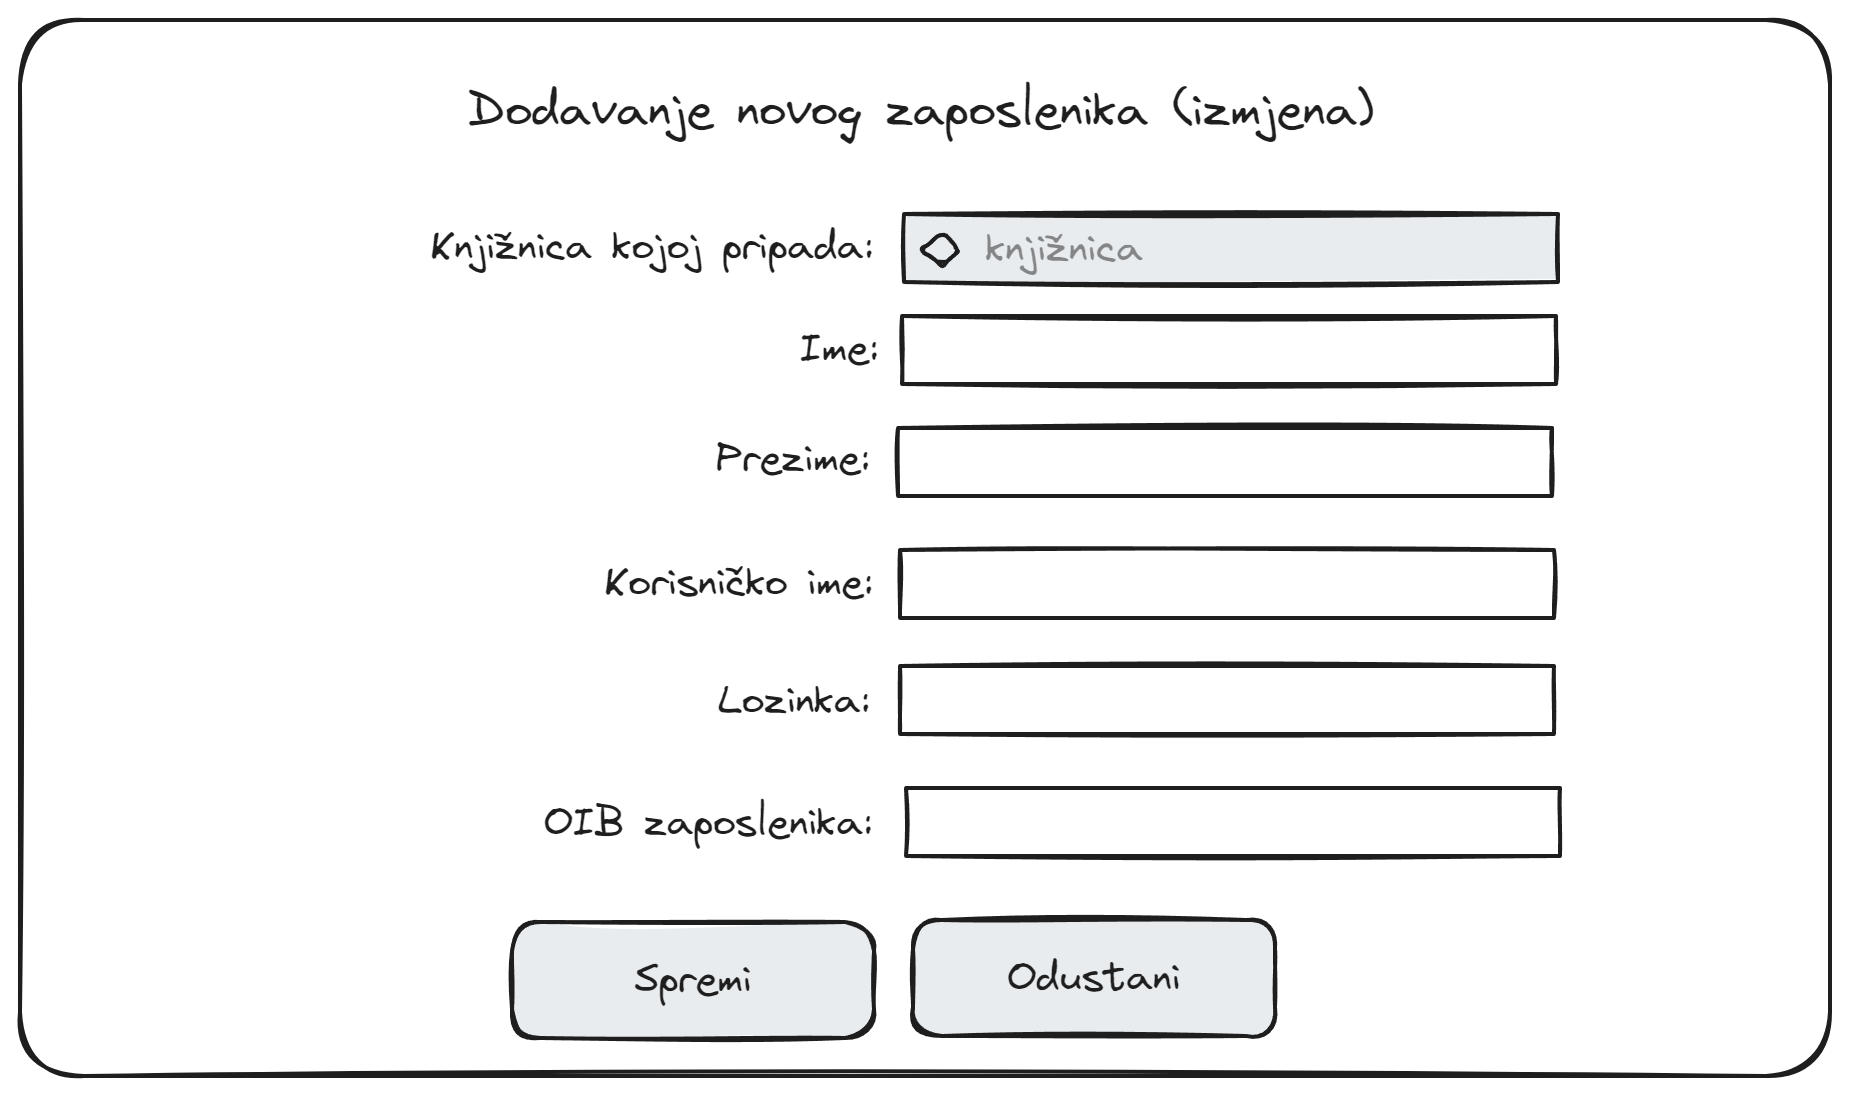 Dodavanje novog zaposlenika (izmjena)
Knjižnica kojoj pripada: knjižnica
Ime:
Prezime:
Korisničko ime:
Lozinka:
OIB zaposlenika:
Spremi Odustani